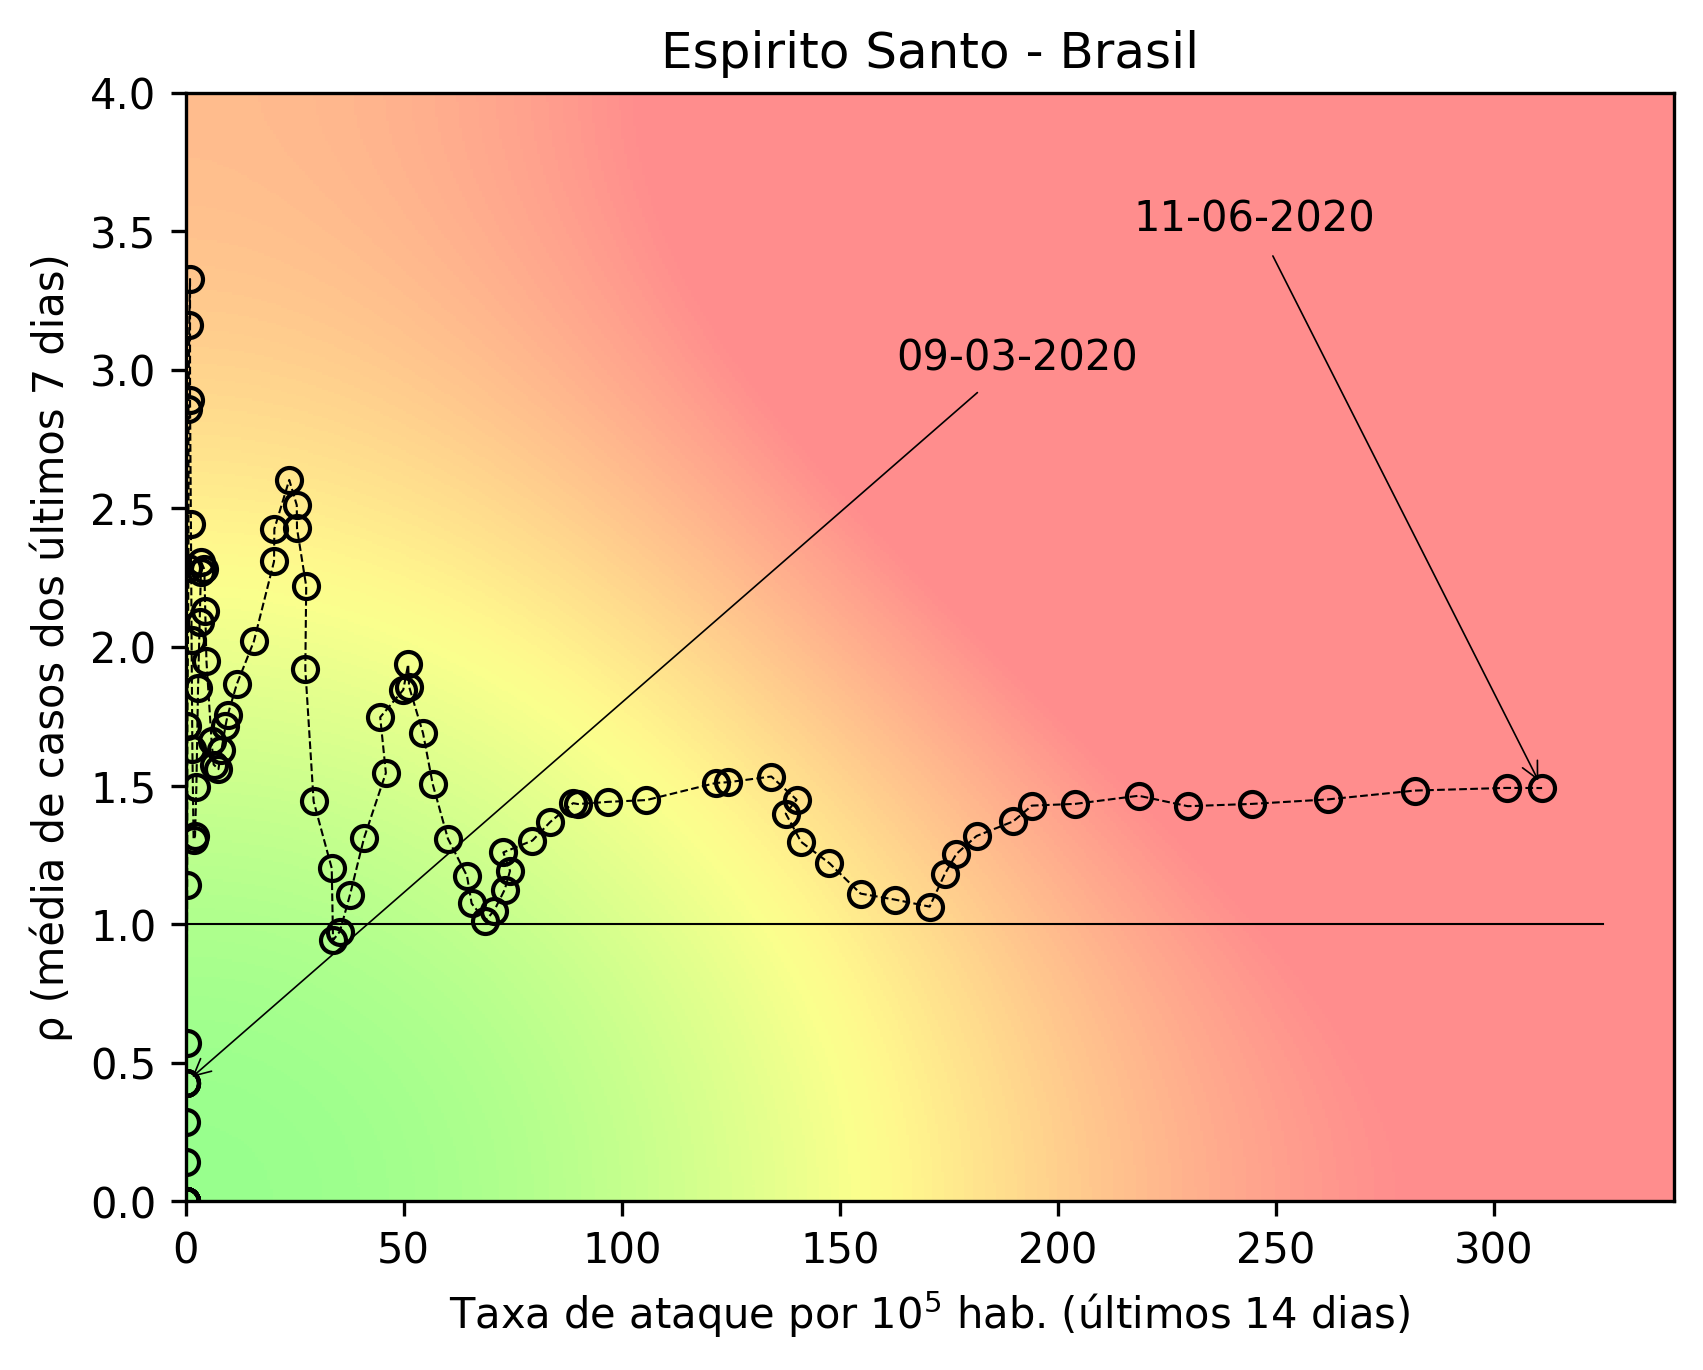 Espirito Santo - Brasil
4.0
3.5
3.0
2.5
2.0
1.5
1.0
0.5
0.0
ρ (média de casos dos últimos 7 dias)
11-06-2020
09-03-2020
0 50 100 150 200 250 300
Taxa de ataque por 10⁵ hab. (últimos 14 dias)